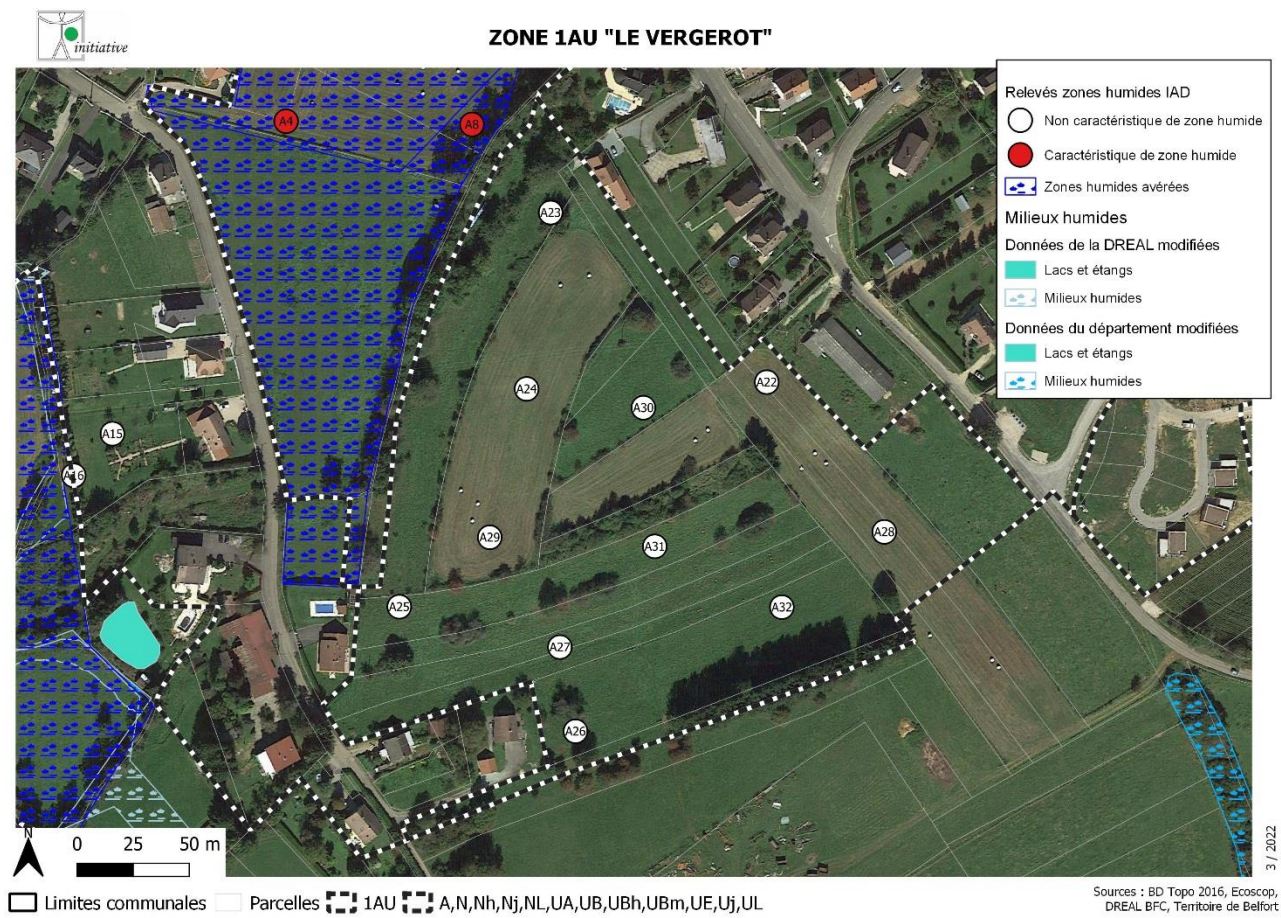 initiative
ZONE 1AU "LE VERGEROT"
Relevés zones humides IAD
Non caractéristique de zone humide
Caractéristique de zone humide
Zones humides avérées
Milieux humides
Données de la DREAL modifiées
Lacs et étangs
Milieux humides
Données du département modifiées
Lacs et étangs
Milieux humides
A4
A8
A23
A24
A22
A30
A15
A16
A29
A31
A28
A25
A32
A27
A26
N
0 25 50 m
3 / 2022
Limites communales Parcelles 1AU A,N,Nh,Nj,NL,UA,UB,UBh,UBm,UE,Uj,UL
Sources : BD Topo 2016, Ecoscop,
DREAL BFC, Territoire de Belfort